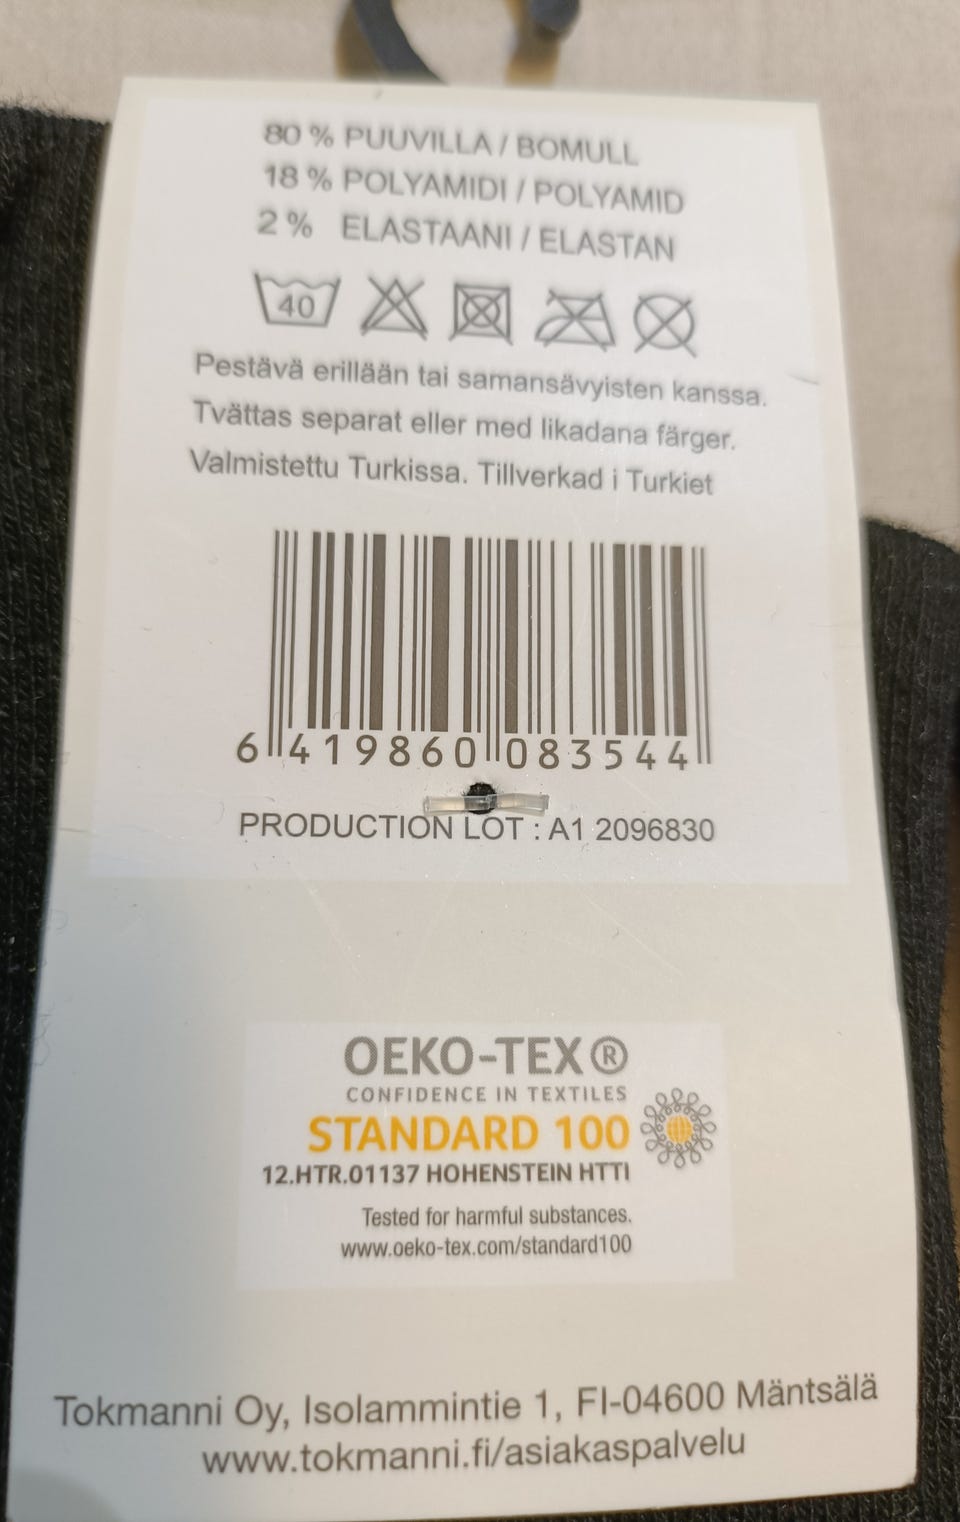 80 % PUUVILLA / BOMULL
18 % POLYAMIDI / POLYAMID
2 % ELASTAANI / ELASTAN
40
Pestävä erillään tai samansävyisten kanssa.
Tvättas separat eller med likadana färger.
Valmistettu Turkissa. Tillverkad i Turkiet
6 419860 083544
PRODUCTION LOT : A1 2096830
OEKO-TEX®
CONFIDENCE IN TEXTILES
STANDARD 100
12.HTR.01137 HOHENSTEIN HTTI
Tested for harmful substances.
www.oeko-tex.com/standard100
Tokmanni Oy, Isolammintie 1, FI-04600 Mäntsälä
www.tokmanni.fi/asiakaspalvelu